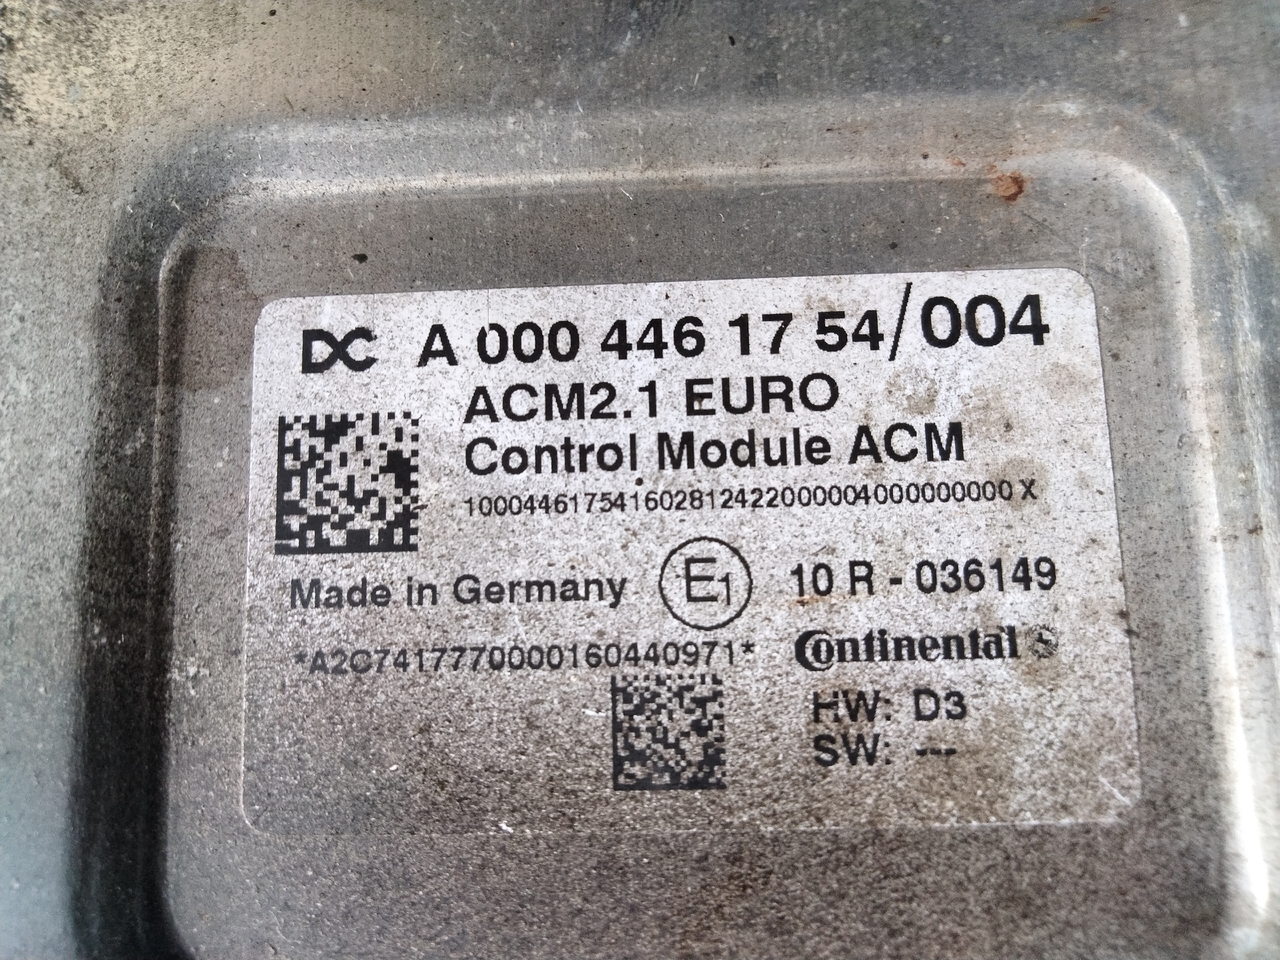 DC A 000 446 17 54/004
ACM2.1 EURO
Control Module ACM
10004461754160281242200000400000000 X
Made in Germany E1 10 R - 036149
*A2C7417770000160440971* Continental
HW: D3
SW: ---